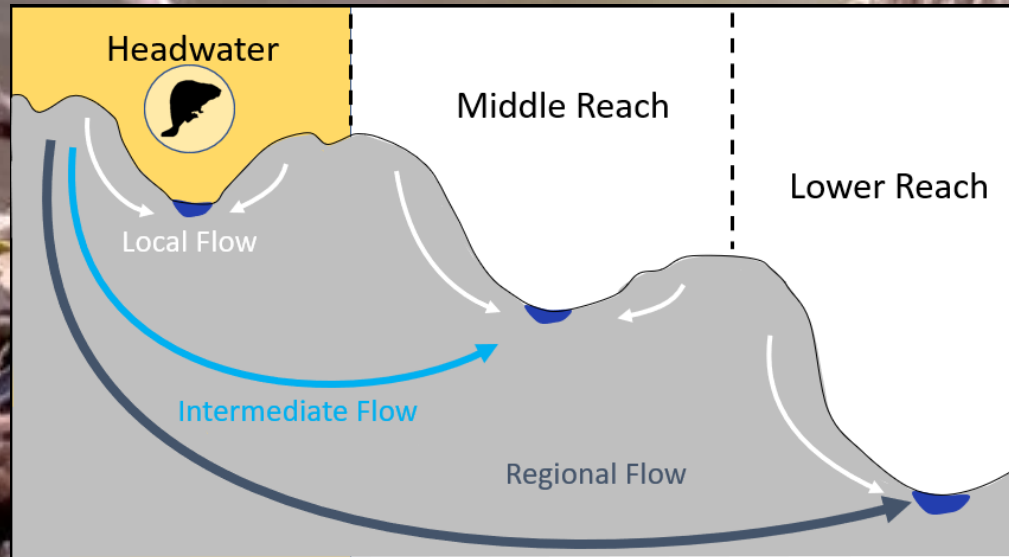 Headwater
Middle Reach
Lower Reach
Local Flow
Intermediate Flow
Regional Flow